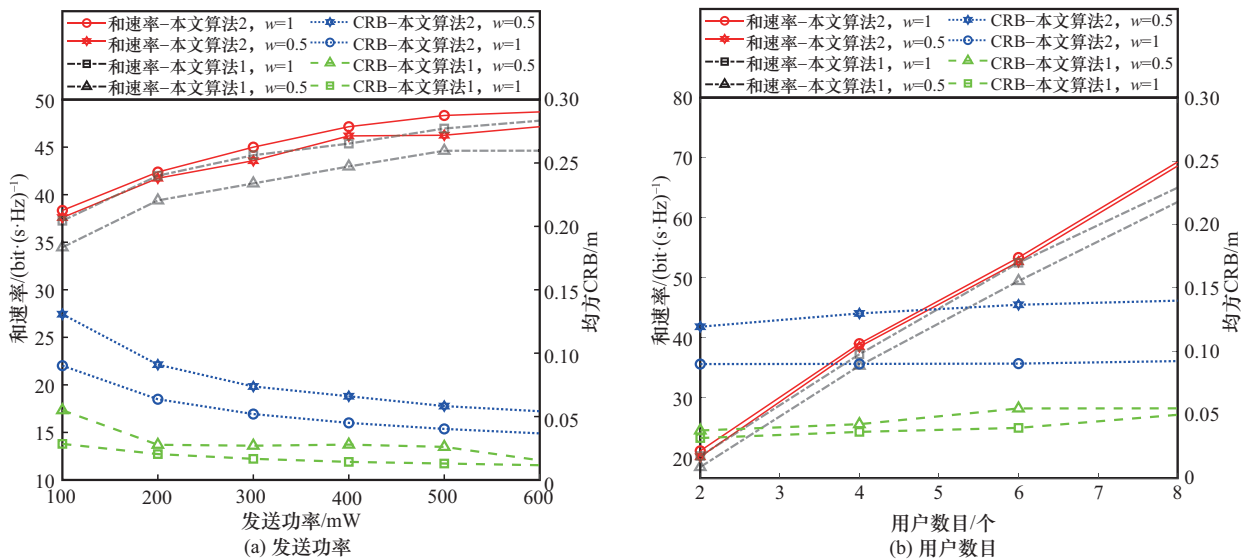 和速率–本文算法2，w=1 CRB–本文算法2，w=0.5
和速率–本文算法2，w=0.5 CRB–本文算法2，w=1
和速率–本文算法1，w=1 CRB–本文算法1，w=0.5
和速率–本文算法1，w=0.5 CRB–本文算法1，w=1
50
45
40
35
30
25
20
15
10
和速率/(bit·(s·Hz)⁻¹)
0.30
0.25
0.20
0.15
0.10
0.05
0
均方CRB/m
100 200 300 400 500 600
发送功率/mW
(a) 发送功率
和速率–本文算法2，w=1 CRB–本文算法2，w=0.5
和速率–本文算法2，w=0.5 CRB–本文算法2，w=1
和速率–本文算法1，w=1 CRB–本文算法1，w=0.5
和速率–本文算法1，w=0.5 CRB–本文算法1，w=1
80
70
60
50
40
30
20
和速率/(bit·(s·Hz)⁻¹)
0.30
0.25
0.20
0.15
0.10
0.05
0
均方CRB/m
2 3 4 5 6 7 8
用户数目/个
(b) 用户数目